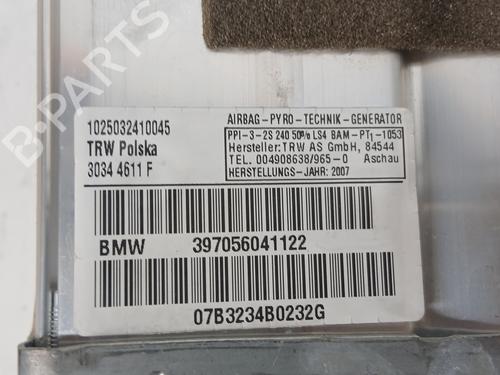 1025032410045
TRW Polska
3034 4611 F
AIRBAG-PYRO-TECHNIK-GENERATOR
PPI-3-2S 240 50% LS4 BAM-PT1-1053
Hersteller:TRW AS GmbH, 84544
TEL. 004908638/965-0 Aschau
HERSTELLUNGS-JAHR: 2007
BMW 397056041122
07B3234B0232G
B-PARTS